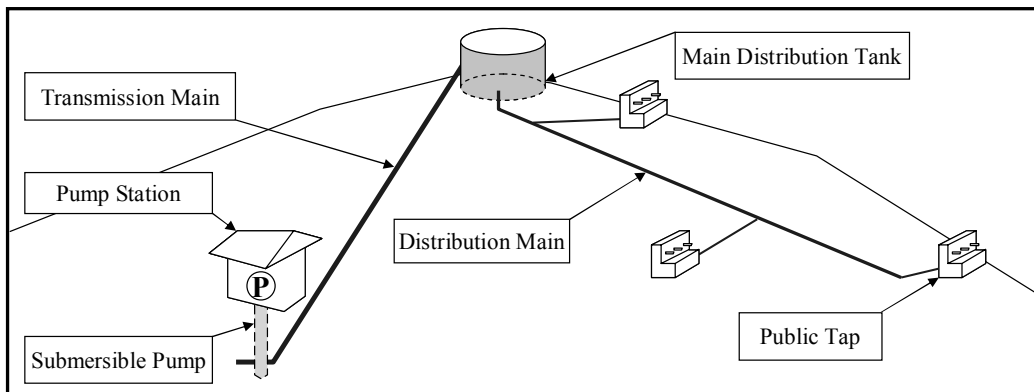 Main Distribution Tank
Transmission Main
Pump Station
Distribution Main
P
Public Tap
Submersible Pump